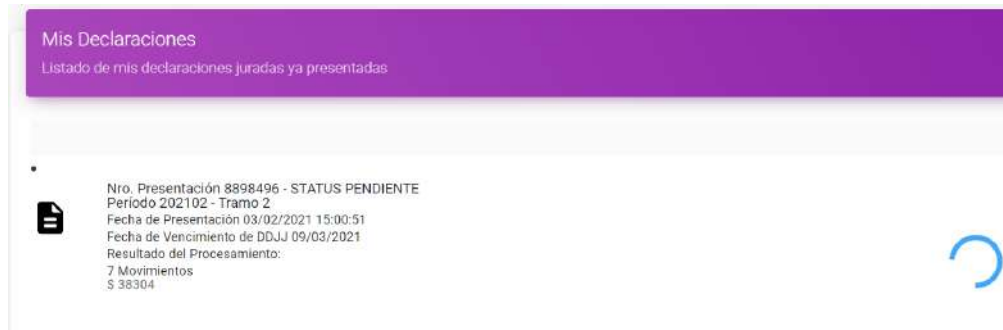 Mis Declaraciones
Listado de mis declaraciones juradas ya presentadas
Nro. Presentación 8898496 - STATUS PENDIENTE
Período 202102 - Tramo 2
Fecha de Presentación 03/02/2021 15:00:51
Fecha de Vencimiento de DDJJ 09/03/2021
Resultado del Procesamiento:
7 Movimientos
$ 38304